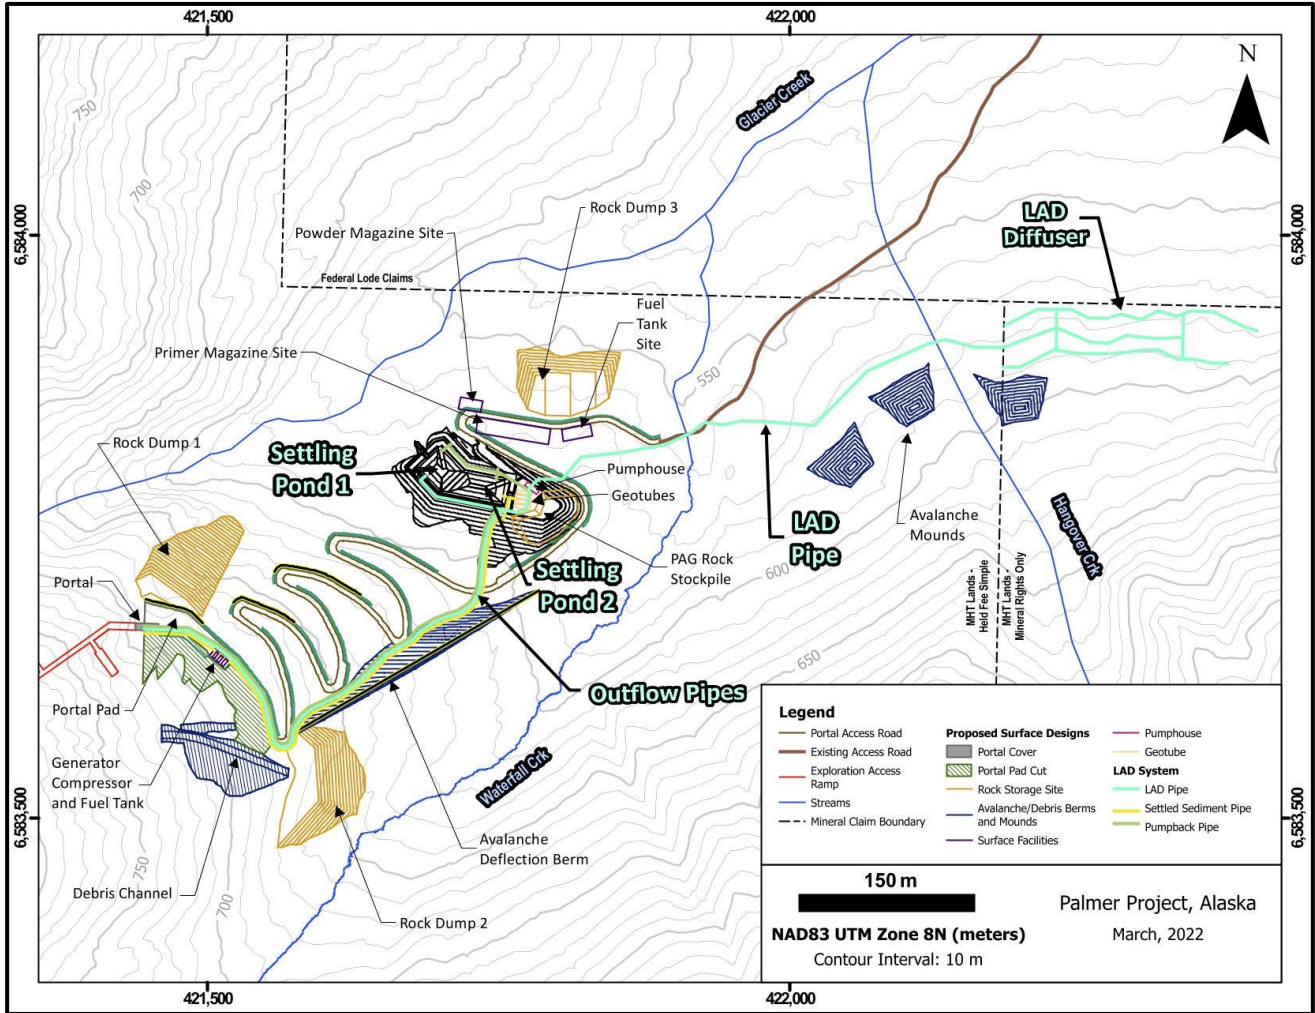 421,500
422,000
N
750
Glacier Creek
700
6,584,000
6,584,000
Rock Dump 3
LAD
Diffuser
Powder Magazine Site
Federal Lode Claims
Fuel
Tank
Site
Primer Magazine Site
550
Rock Dump 1
Settling
Pond 1
Pumphouse
Geotubes
LAD
Pipe
Avalanche
Mounds
Hangover Crk
PAG Rock
Stockpile
600
Portal
Settling
Pond 2
MHT Lands -
Held Fee Simple
MHT Lands -
Mineral Rights Only
650
Outflow Pipes
Portal Pad
Generator
Compressor
and Fuel Tank
Waterfall Crk
6,583,500
6,583,500
Avalanche
Deflection Berm
750
Debris Channel
700
Rock Dump 2
Legend
Portal Access Road
Existing Access Road
Exploration Access
Ramp
Streams
Mineral Claim Boundary
Proposed Surface Designs
Portal Cover
Portal Pad Cut
Rock Storage Site
Avalanche/Debris Berms
and Mounds
Surface Facilities
Pumphouse
Geotube
LAD System
LAD Pipe
Settled Sediment Pipe
Pumpback Pipe
150 m
NAD83 UTM Zone 8N (meters)
Contour Interval: 10 m
Palmer Project, Alaska
March, 2022
421,500
422,000